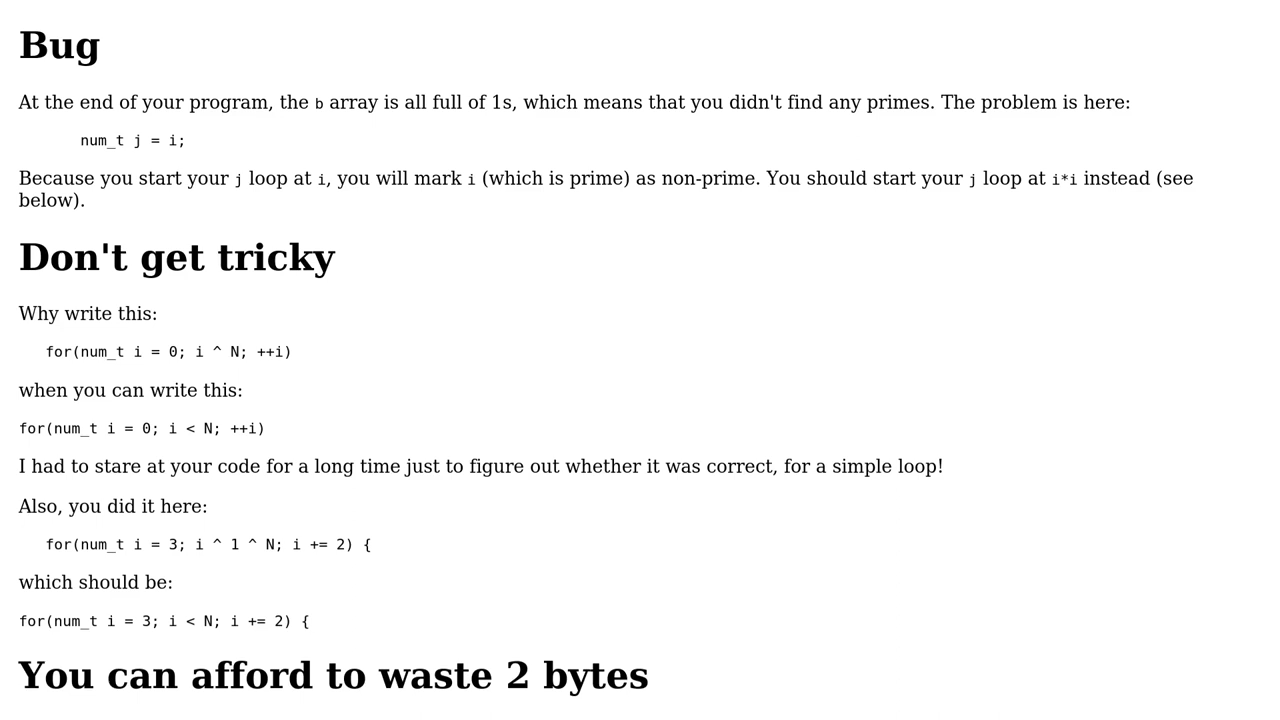 Bug
At the end of your program, the b array is all full of 1s, which means that you didn't find any primes. The problem is here:
num_t j = i;
Because you start your j loop at i, you will mark i (which is prime) as non-prime. You should start your j loop at i*i instead (see
below).
Don't get tricky
Why write this:
for(num_t i = 0; i ^ N; ++i)
when you can write this:
for(num_t i = 0; i < N; ++i)
I had to stare at your code for a long time just to figure out whether it was correct, for a simple loop!
Also, you did it here:
for(num_t i = 3; i ^ 1 ^ N; i += 2) {
which should be:
for(num_t i = 3; i < N; i += 2) {
You can afford to waste 2 bytes